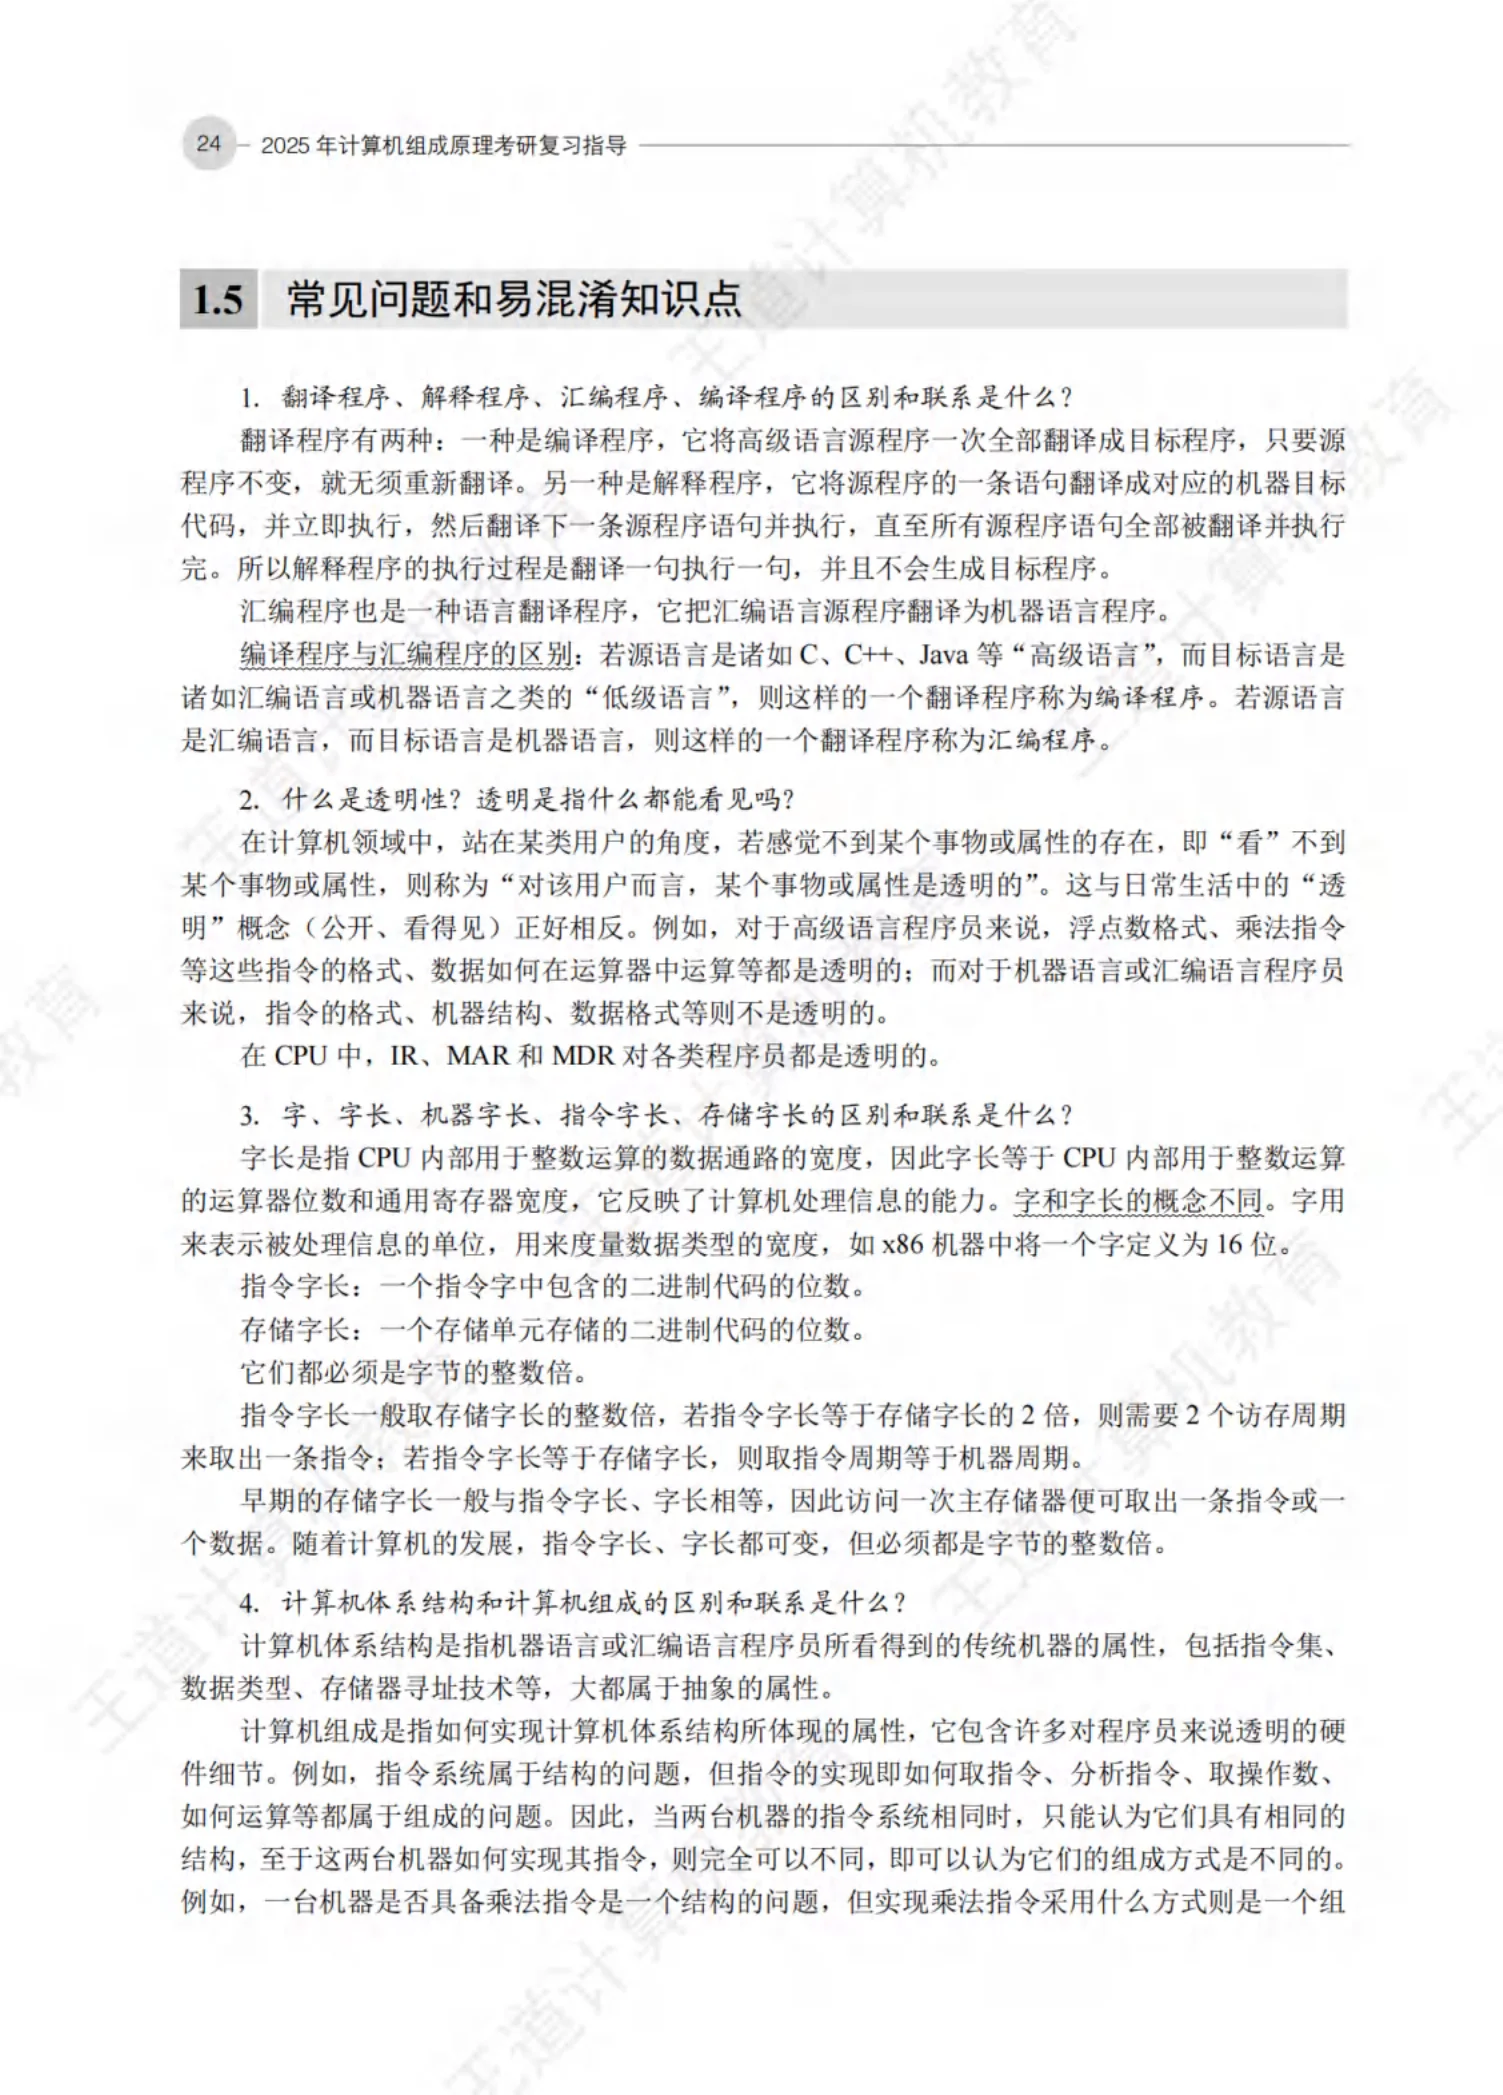 24 2025 年计算机组成原理考研复习指导
1.5 常见问题和易混淆知识点
1. 翻译程序、解释程序、汇编程序、编译程序的区别和联系是什么？
翻译程序有两种：一种是编译程序，它将高级语言源程序一次全部翻译成目标程序，只要源
程序不变，就无须重新翻译。另一种是解释程序，它将源程序的一条语句翻译成对应的机器目标
代码，并立即执行，然后翻译下一条源程序语句并执行，直至所有源程序语句全部被翻译并执行
完。所以解释程序的执行过程是翻译一句执行一句，并且不会生成目标程序。
汇编程序也是一种语言翻译程序，它把汇编语言源程序翻译为机器语言程序。
编译程序与汇编程序的区别：若源语言是诸如 C、C++、Java 等“高级语言”，而目标语言是
诸如汇编语言或机器语言之类的“低级语言”，则这样的一个翻译程序称为编译程序。若源语言
是汇编语言，而目标语言是机器语言，则这样的一个翻译程序称为汇编程序。
2. 什么是透明性？透明是指什么都能看见吗？
在计算机领域中，站在某类用户的角度，若感觉不到某个事物或属性的存在，即“看”不到
某个事物或属性，则称为“对该用户而言，某个事物或属性是透明的”。这与日常生活中的“透
明”概念（公开、看得见）正好相反。例如，对于高级语言程序员来说，浮点数格式、乘法指令
等这些指令的格式、数据如何在运算器中运算等都是透明的；而对于机器语言或汇编语言程序员
来说，指令的格式、机器结构、数据格式等则不是透明的。
在 CPU 中，IR、MAR 和 MDR 对各类程序员都是透明的。
3. 字、字长、机器字长、指令字长、存储字长的区别和联系是什么？
字长是指 CPU 内部用于整数运算的数据通路的宽度，因此字长等于 CPU 内部用于整数运算
的运算器位数和通用寄存器宽度，它反映了计算机处理信息的能力。字和字长的概念不同。字用
来表示被处理信息的单位，用来度量数据类型的宽度，如 x86 机器中将一个字定义为 16 位。
指令字长：一个指令字中包含的二进制代码的位数。
存储字长：一个存储单元存储的二进制代码的位数。
它们都必须是字节的整数倍。
指令字长一般取存储字长的整数倍，若指令字长等于存储字长的 2 倍，则需要 2 个访存周期
来取出一条指令；若指令字长等于存储字长，则取指令周期等于机器周期。
早期的存储字长一般与指令字长、字长相等，因此访问一次主存储器便可取出一条指令或一
个数据。随着计算机的发展，指令字长、字长都可变，但必须都是字节的整数倍。
4. 计算机体系结构和计算机组成的区别和联系是什么？
计算机体系结构是指机器语言或汇编语言程序员所看得到的传统机器的属性，包括指令集、
数据类型、存储器寻址技术等，大都属于抽象的属性。
计算机组成是指如何实现计算机体系结构所体现的属性，它包含许多对程序员来说透明的硬
件细节。例如，指令系统属于结构的问题，但指令的实现即如何取指令、分析指令、取操作数、
如何运算等都属于组成的问题。因此，当两台机器的指令系统相同时，只能认为它们具有相同的
结构，至于这两台机器如何实现其指令，则完全可以不同，即可以认为它们的组成方式是不同的。
例如，一台机器是否具备乘法指令是一个结构的问题，但实现乘法指令采用什么方式则是一个组
王道计算机教育